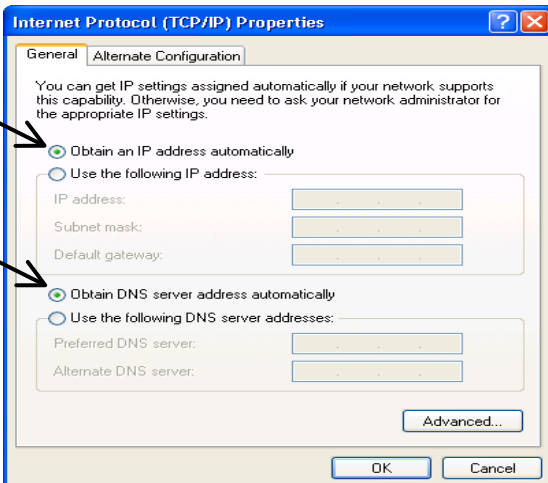 Internet Protocol (TCP/IP) Properties
General Alternate Configuration
You can get IP settings assigned automatically if your network supports
this capability. Otherwise, you need to ask your network administrator for
the appropriate IP settings.
Obtain an IP address automatically
Use the following IP address:
IP address:
Subnet mask:
Default gateway:
Obtain DNS server address automatically
Use the following DNS server addresses:
Preferred DNS server:
Alternate DNS server:
Advanced...
OK Cancel